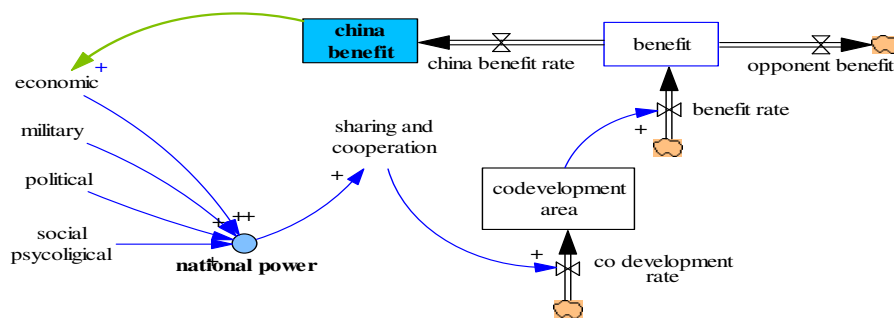 china
benefit
benefit
china benefit rate
opponent benefit
+
economic
military
political
social
psycoligical
sharing and
cooperation
+
benefit rate
+
codevelopment
area
+
++
+
+
national power
+
co development
rate